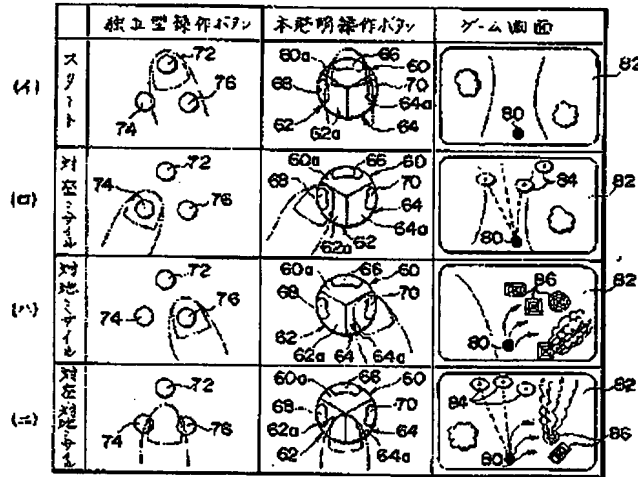 独立型操作ボタン 本発明操作ボタン ゲーム画面
(イ) スタート 72 76 74 60a 66 60 68 70 62 62a 64a 64 82 80
(ロ) 対空ミサイル 72 74 76 60a 66 60 68 70 64 62a 62 64a 84 80 82
(ハ) 対地ミサイル 72 74 76 60a 66 60 68 70 62 62a 64 64a 86 80 82
(ニ) 対空対地ミサイル 72 74 76 60a 66 60 68 70 62a 62 64 64a 84 80 82 86